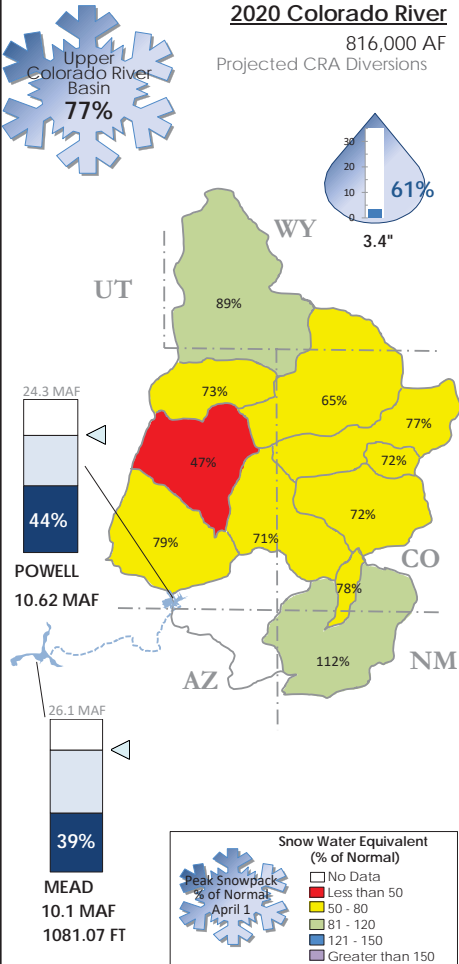 2020 Colorado River
816,000 AF
Projected CRA Diversions
Upper
Colorado River
Basin
77%
30
20
10
0
61%
3.4"
WY
UT
89%
73%
65%
77%
47%
72%
72%
79%
71%
CO
78%
112%
NM
AZ
24.3 MAF
44%
POWELL
10.62 MAF
26.1 MAF
39%
MEAD
10.1 MAF
1081.07 FT
Peak Snowpack
% of Normal
April 1
Snow Water Equivalent
(% of Normal)
No Data
Less than 50
50 - 80
81 - 120
121 - 150
Greater than 150